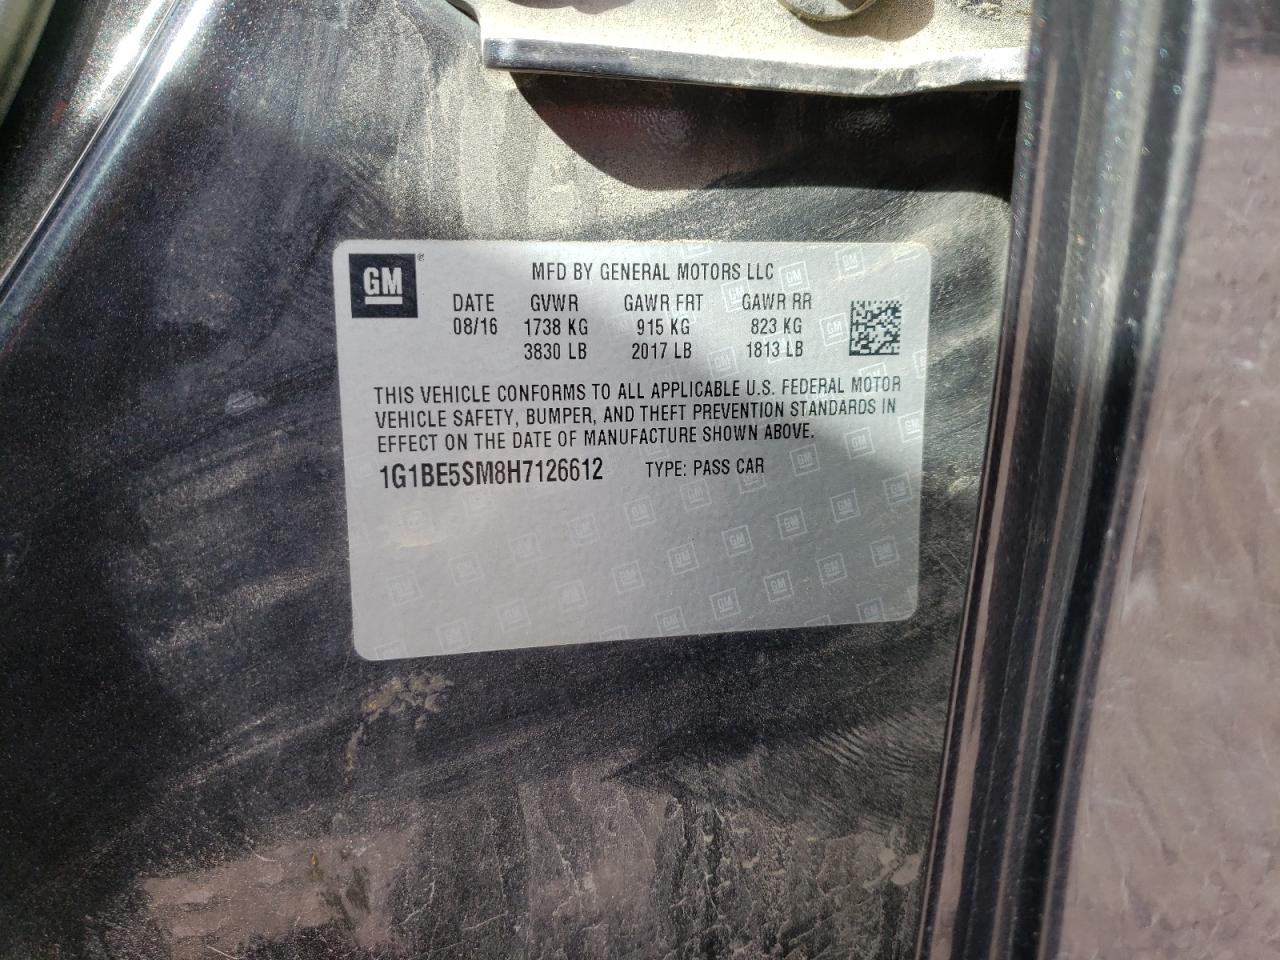 GM®
MFD BY GENERAL MOTORS LLC
DATE GVWR GAWR FRT GAWR RR
08/16 1738 KG 915 KG 823 KG
3830 LB 2017 LB 1813 LB
THIS VEHICLE CONFORMS TO ALL APPLICABLE U.S. FEDERAL MOTOR
VEHICLE SAFETY, BUMPER, AND THEFT PREVENTION STANDARDS IN
EFFECT ON THE DATE OF MANUFACTURE SHOWN ABOVE.
1G1BE5SM8H7126612 TYPE: PASS CAR